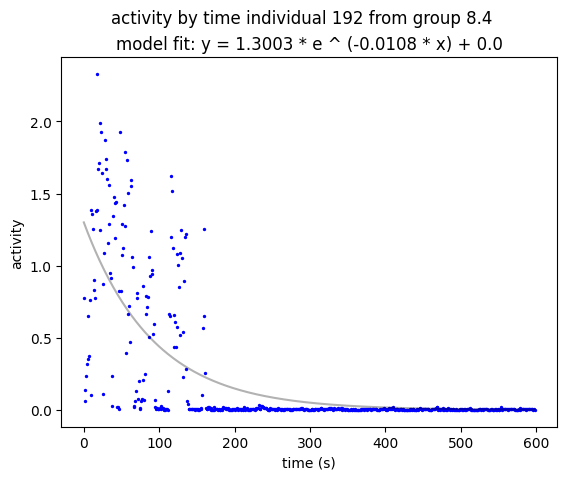 activity by time individual 192 from group 8.4
model fit: y = 1.3003 * e ^ (-0.0108 * x) + 0.0
2.0
1.5
1.0
0.5
0.0
activity
0 100 200 300 400 500 600
time (s)